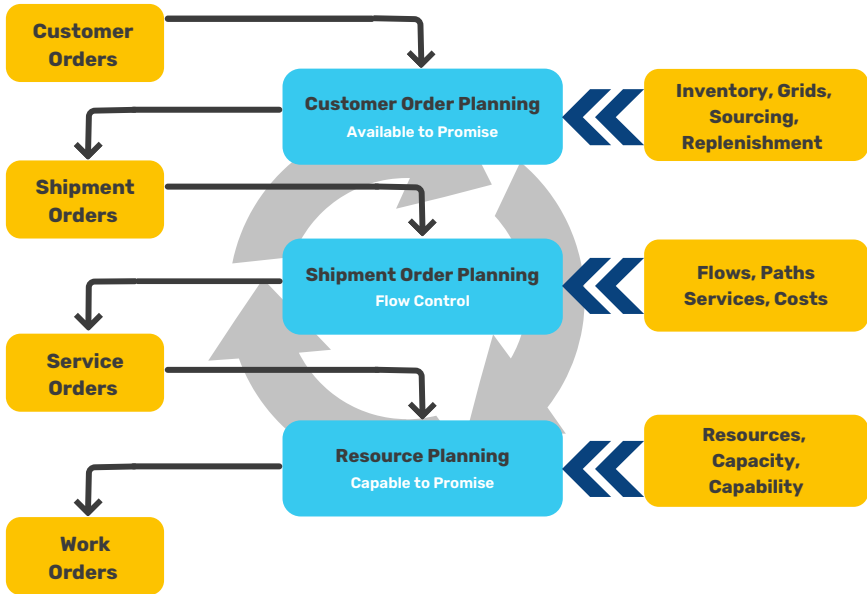 Customer
Orders
Customer Order Planning
Available to Promise
Inventory, Grids,
Sourcing,
Replenishment
Shipment
Orders
Shipment Order Planning
Flow Control
Flows, Paths
Services, Costs
Service
Orders
Resource Planning
Capable to Promise
Resources,
Capacity,
Capability
Work
Orders